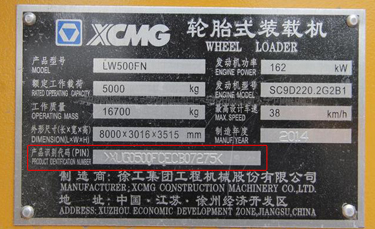 XCMG 轮胎式装载机
WHEEL LOADER
产品型号 LW500FN 发动机型号 SC9D220.2G2B1
MODEL ENGINE MODEL
发动机功率 162 kW
ENGINE POWER
额定工作载荷 5000 kg
RATED OPERATING CAPACITY
工作质量 16700 kg 最高设计车速 38 km/h
OPERATING MASS MAX SPEED
外形尺寸(长×宽×高) 8000×3016×3515 mm 制造年度 2014
DIMENSION(L×W×H) MANUF.YEAR
产品识别代码(PIN)
PRODUCT IDENTIFICATION NUMBER
制造商：徐工集团工程机械股份有限公司
MANUFACTURER:XCMG CONSTRUCTION MACHINERY CO.,LTD
中国·江苏·徐州经济开发区
ADDRESS:XUZHOU ECONOMIC DEVELOPMENT ZONE,JIANGSU,CHINA